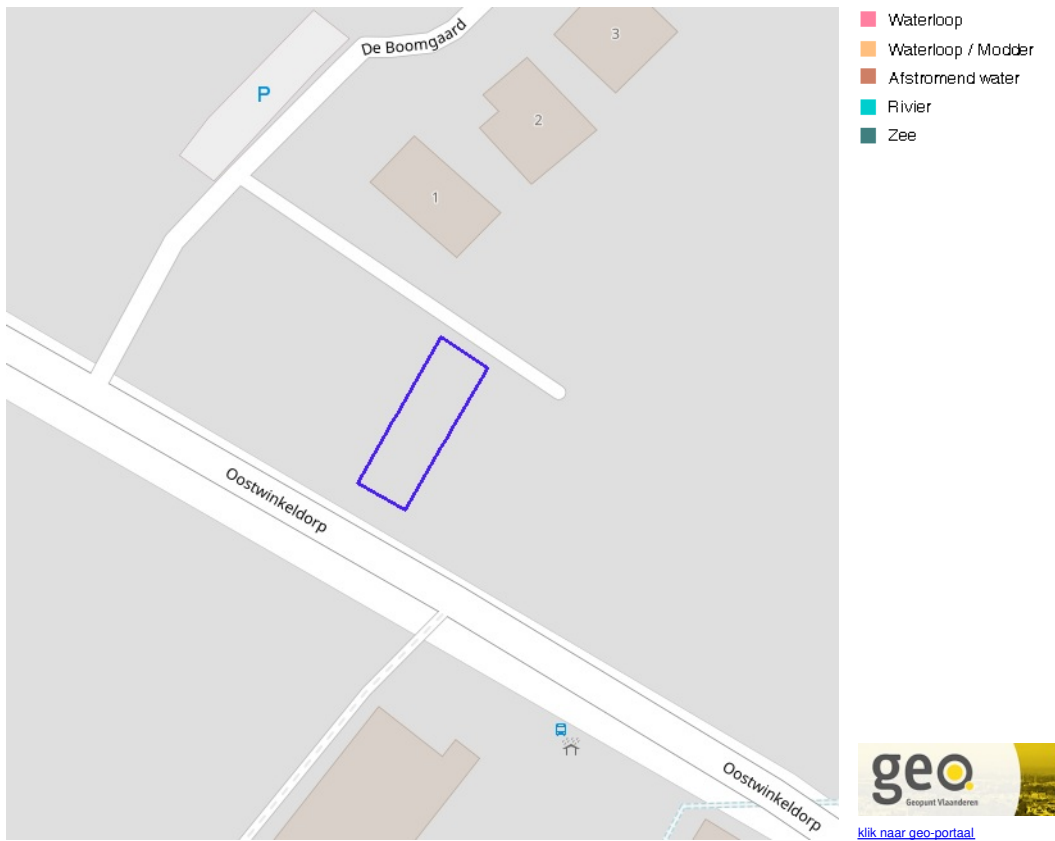 De Boomgaard
3
P
2
1
Oostwinkeldorp
Oostwinkeldorp
Waterloop
Waterloop / Modder
Afstromend water
Rivier
Zee
geo.
Geopunt Vlaanderen
klik naar geo-portaal